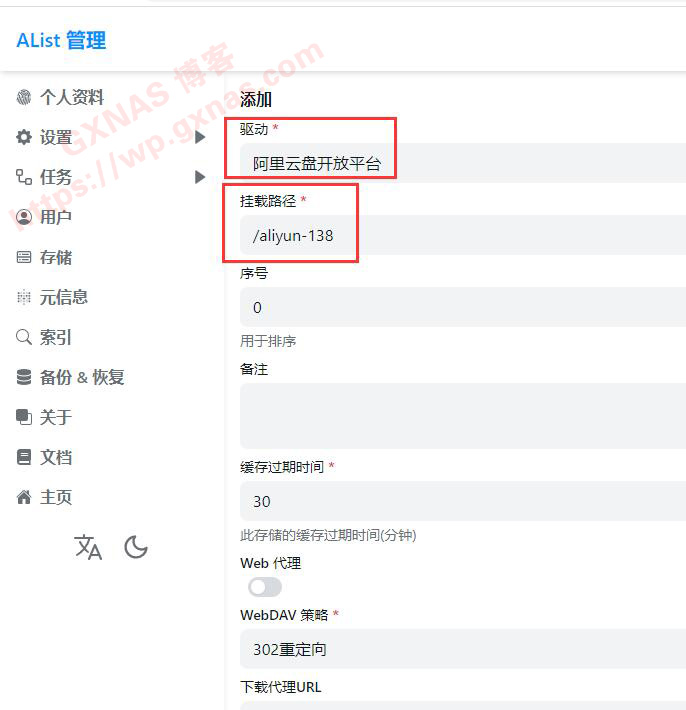 AList 管理
个人资料
设置
任务
用户
存储
元信息
索引
备份 & 恢复
关于
文档
主页
添加
驱动 *
阿里云盘开放平台
挂载路径 *
/aliyun-138
序号
0
用于排序
备注
缓存过期时间 *
30
此存储的缓存过期时间(分钟)
Web 代理
WebDAV 策略 *
302重定向
下载代理URL
GXNAS 博客
https://wp.gxnas.com